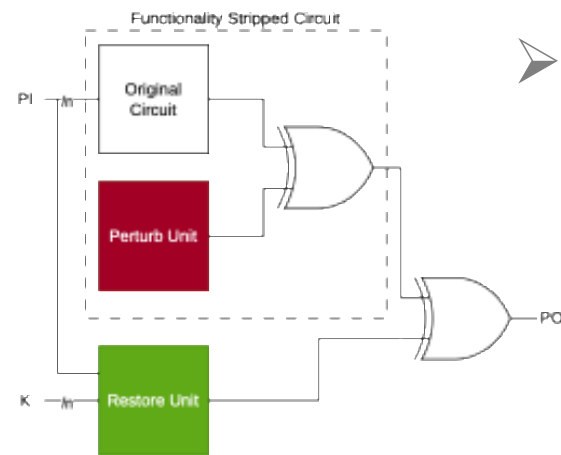 Functionality Stripped Circuit
Original
Circuit
PI
/n
Perturb Unit
PO
Restore Unit
K
/n